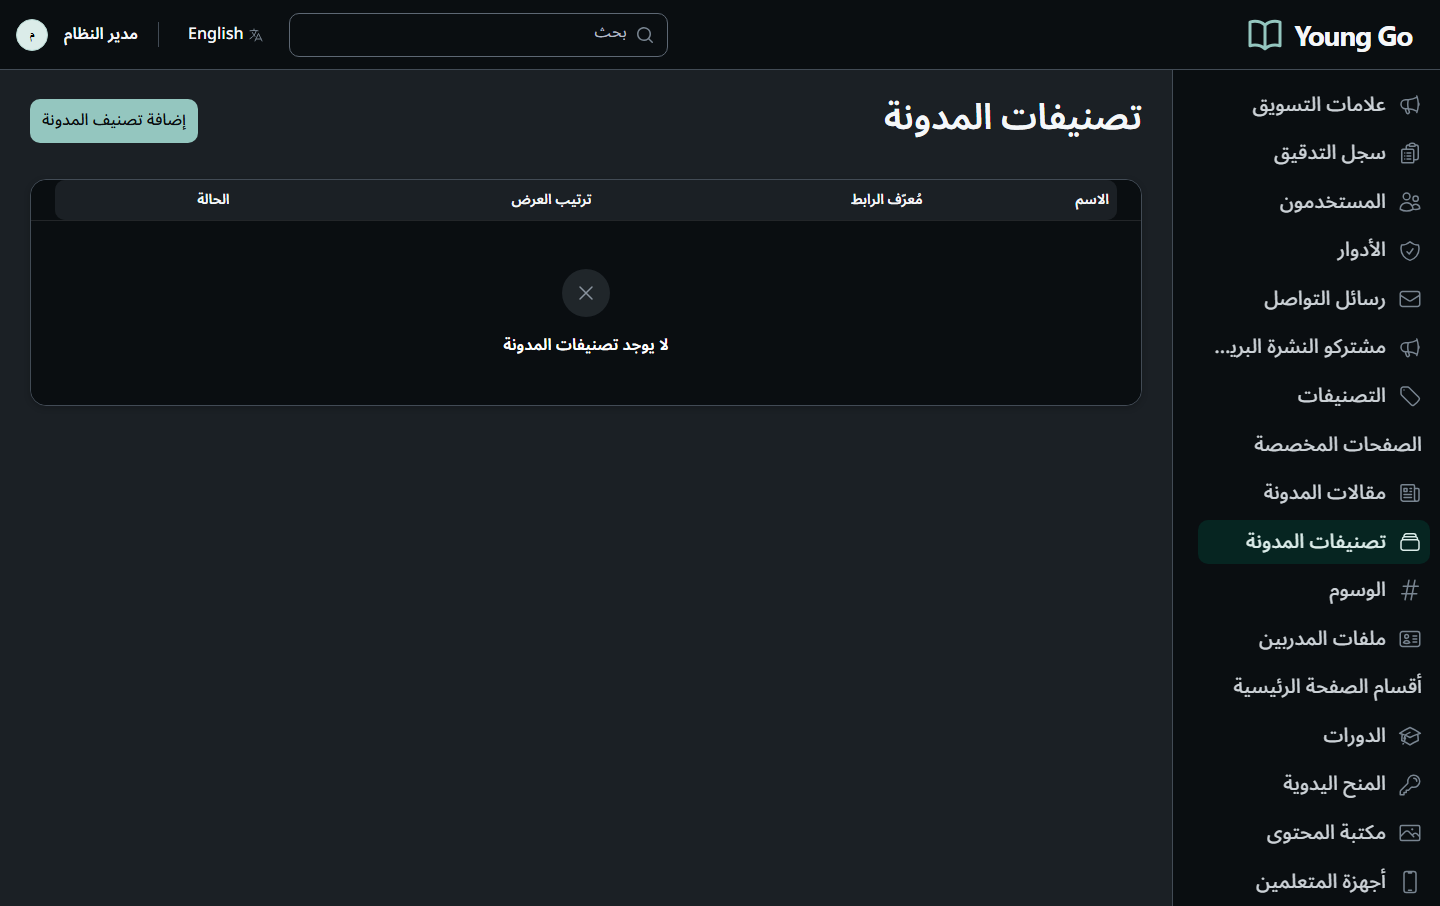 Young Go
بحث
English
مدير النظام
م
علامات التسويق
سجل التدقيق
المستخدمون
الأدوار
رسائل التواصل
مشتركو النشرة البريـ...
التصنيفات
الصفحات المخصصة
مقالات المدونة
تصنيفات المدونة
الوسوم
ملفات المدربين
أقسام الصفحة الرئيسية
الدورات
المنح اليدوية
مكتبة المحتوى
أجهزة المتعلمين
تصنيفات المدونة
إضافة تصنيف المدونة
الاسم مُعرّف الرابط ترتيب العرض الحالة
لا يوجد تصنيفات المدونة